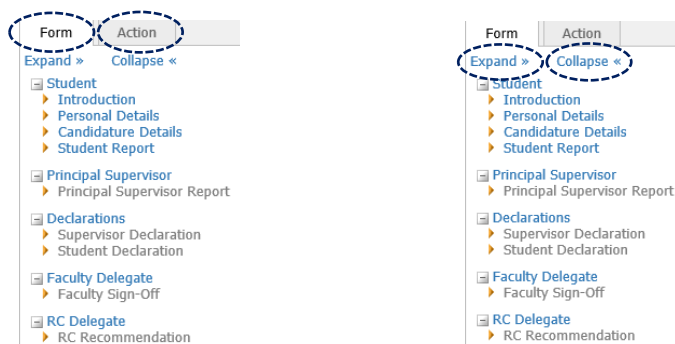 Form Action
Expand » Collapse «
Student
Introduction
Personal Details
Candidature Details
Student Report
Principal Supervisor
Principal Supervisor Report
Declarations
Supervisor Declaration
Student Declaration
Faculty Delegate
Faculty Sign-Off
RC Delegate
RC Recommendation
Form Action
Expand » Collapse «
Student
Introduction
Personal Details
Candidature Details
Student Report
Principal Supervisor
Principal Supervisor Report
Declarations
Supervisor Declaration
Student Declaration
Faculty Delegate
Faculty Sign-Off
RC Delegate
RC Recommendation